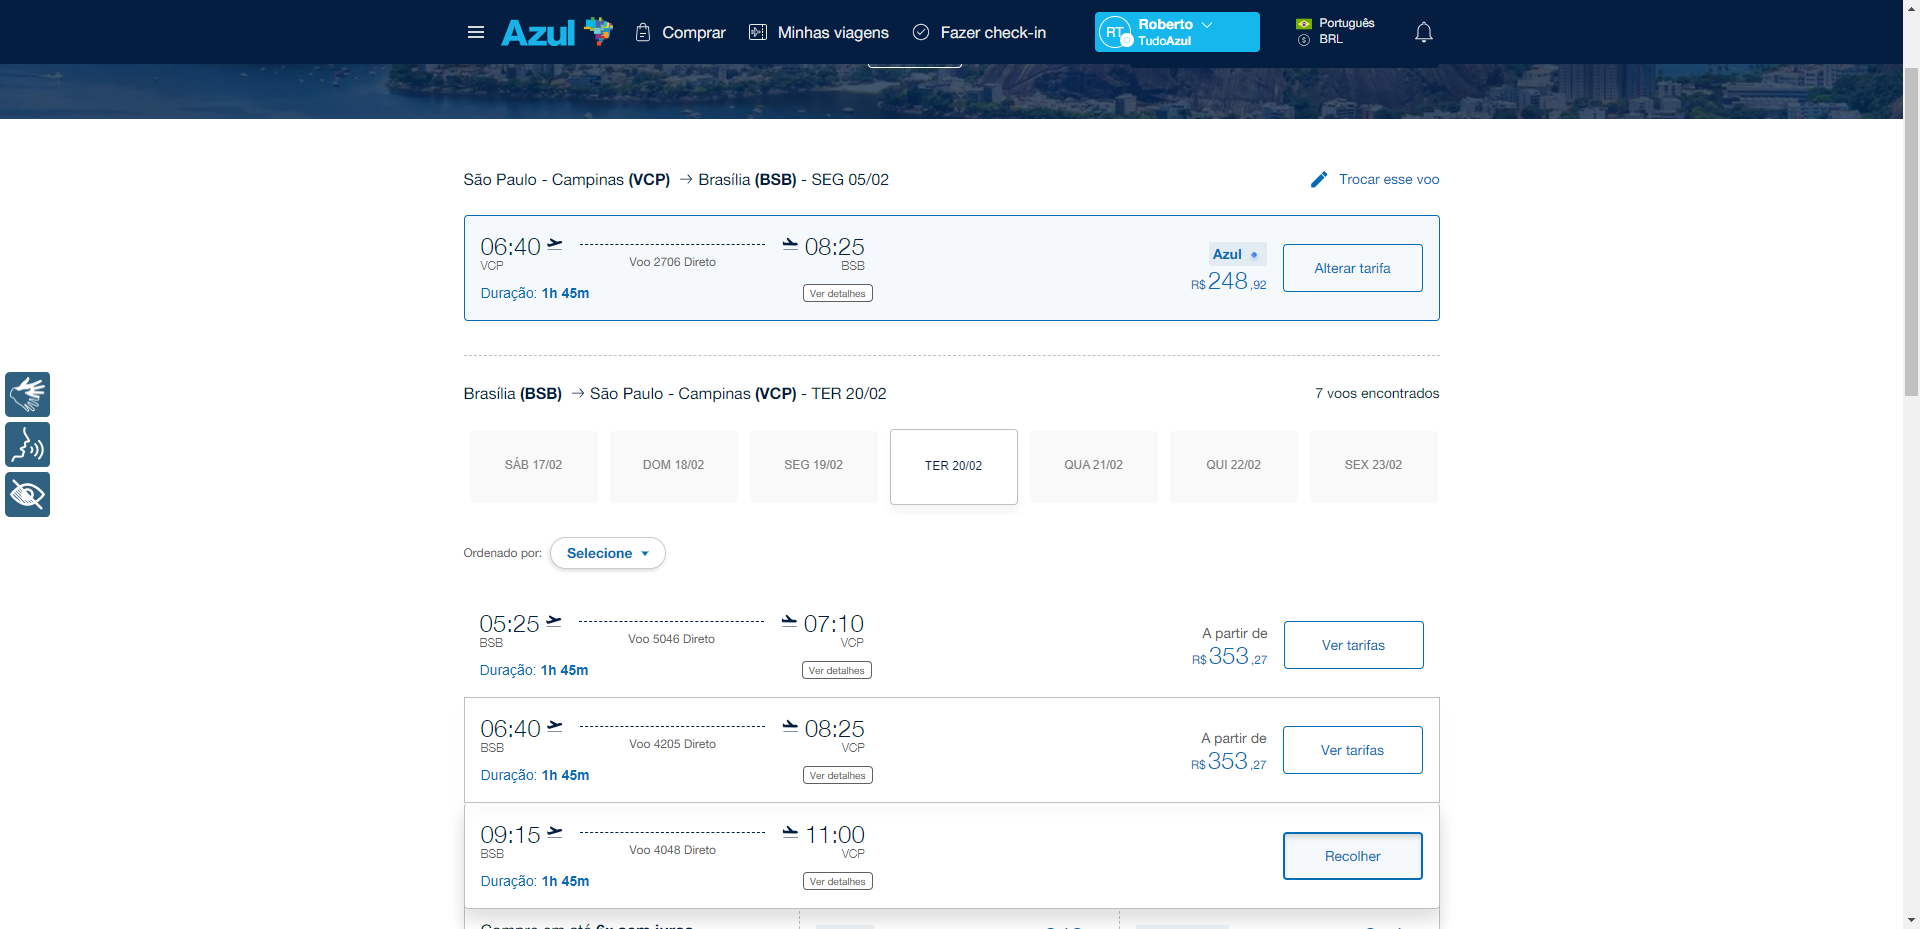 Azul
Comprar
Minhas viagens
Fazer check-in
RT
Roberto
TudoAzul
Português
BRL
São Paulo - Campinas (VCP) → Brasília (BSB) - SEG 05/02
Trocar esse voo
06:40
VCP
Voo 2706 Direto
08:25
BSB
Duração: 1h 45m
Ver detalhes
Azul
R$248,92
Alterar tarifa
Brasília (BSB) → São Paulo - Campinas (VCP) - TER 20/02
7 voos encontrados
SÁB 17/02
DOM 18/02
SEG 19/02
TER 20/02
QUA 21/02
QUI 22/02
SEX 23/02
Ordenado por: Selecione
05:25
BSB
Voo 5046 Direto
07:10
VCP
Duração: 1h 45m
Ver detalhes
A partir de
R$353,27
Ver tarifas
06:40
BSB
Voo 4205 Direto
08:25
VCP
Duração: 1h 45m
Ver detalhes
A partir de
R$353,27
Ver tarifas
09:15
BSB
Voo 4048 Direto
11:00
VCP
Duração: 1h 45m
Ver detalhes
Recolher
Compre em até 6x sem juros